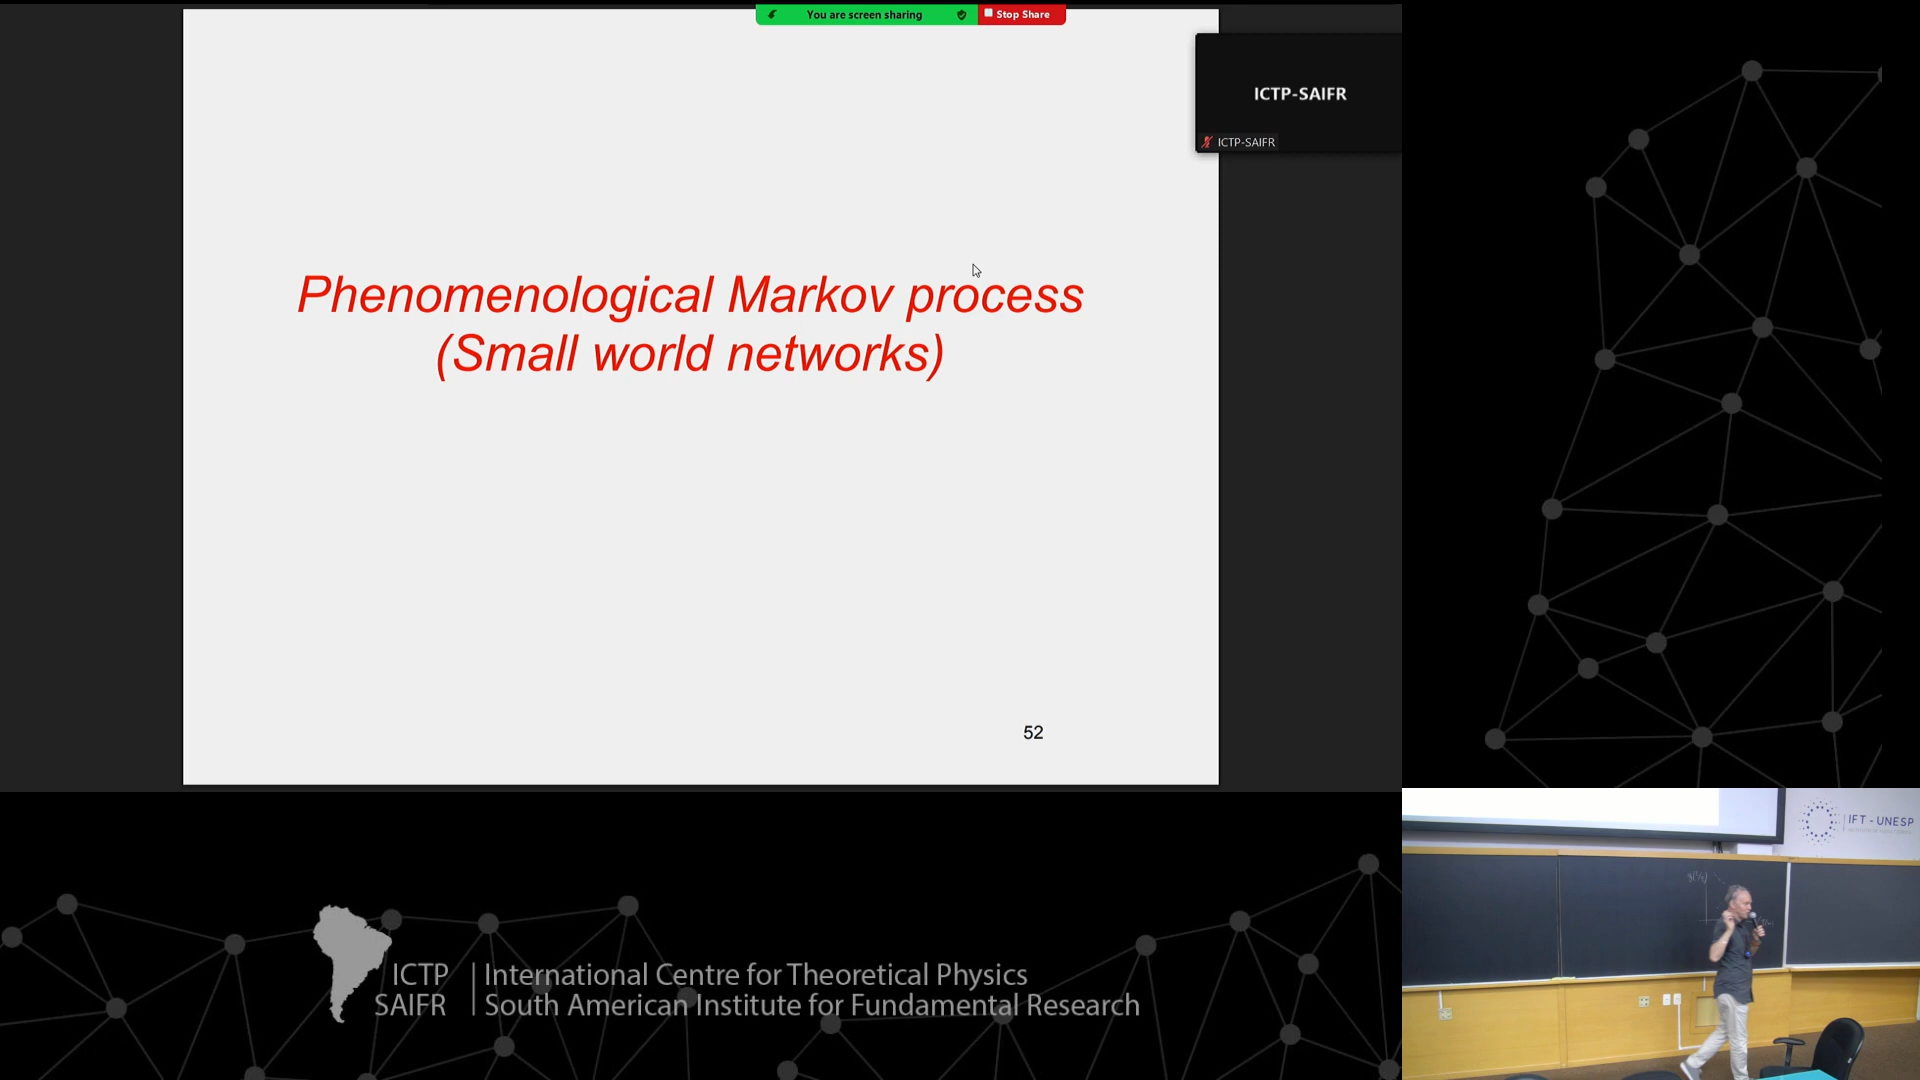 You are screen sharing
Stop Share
ICTP-SAIFR
ICTP-SAIFR
Phenomenological Markov process
(Small world networks)
52
ICTP
SAIFR
International Centre for Theoretical Physics
South American Institute for Fundamental Research
IFT - UNESP